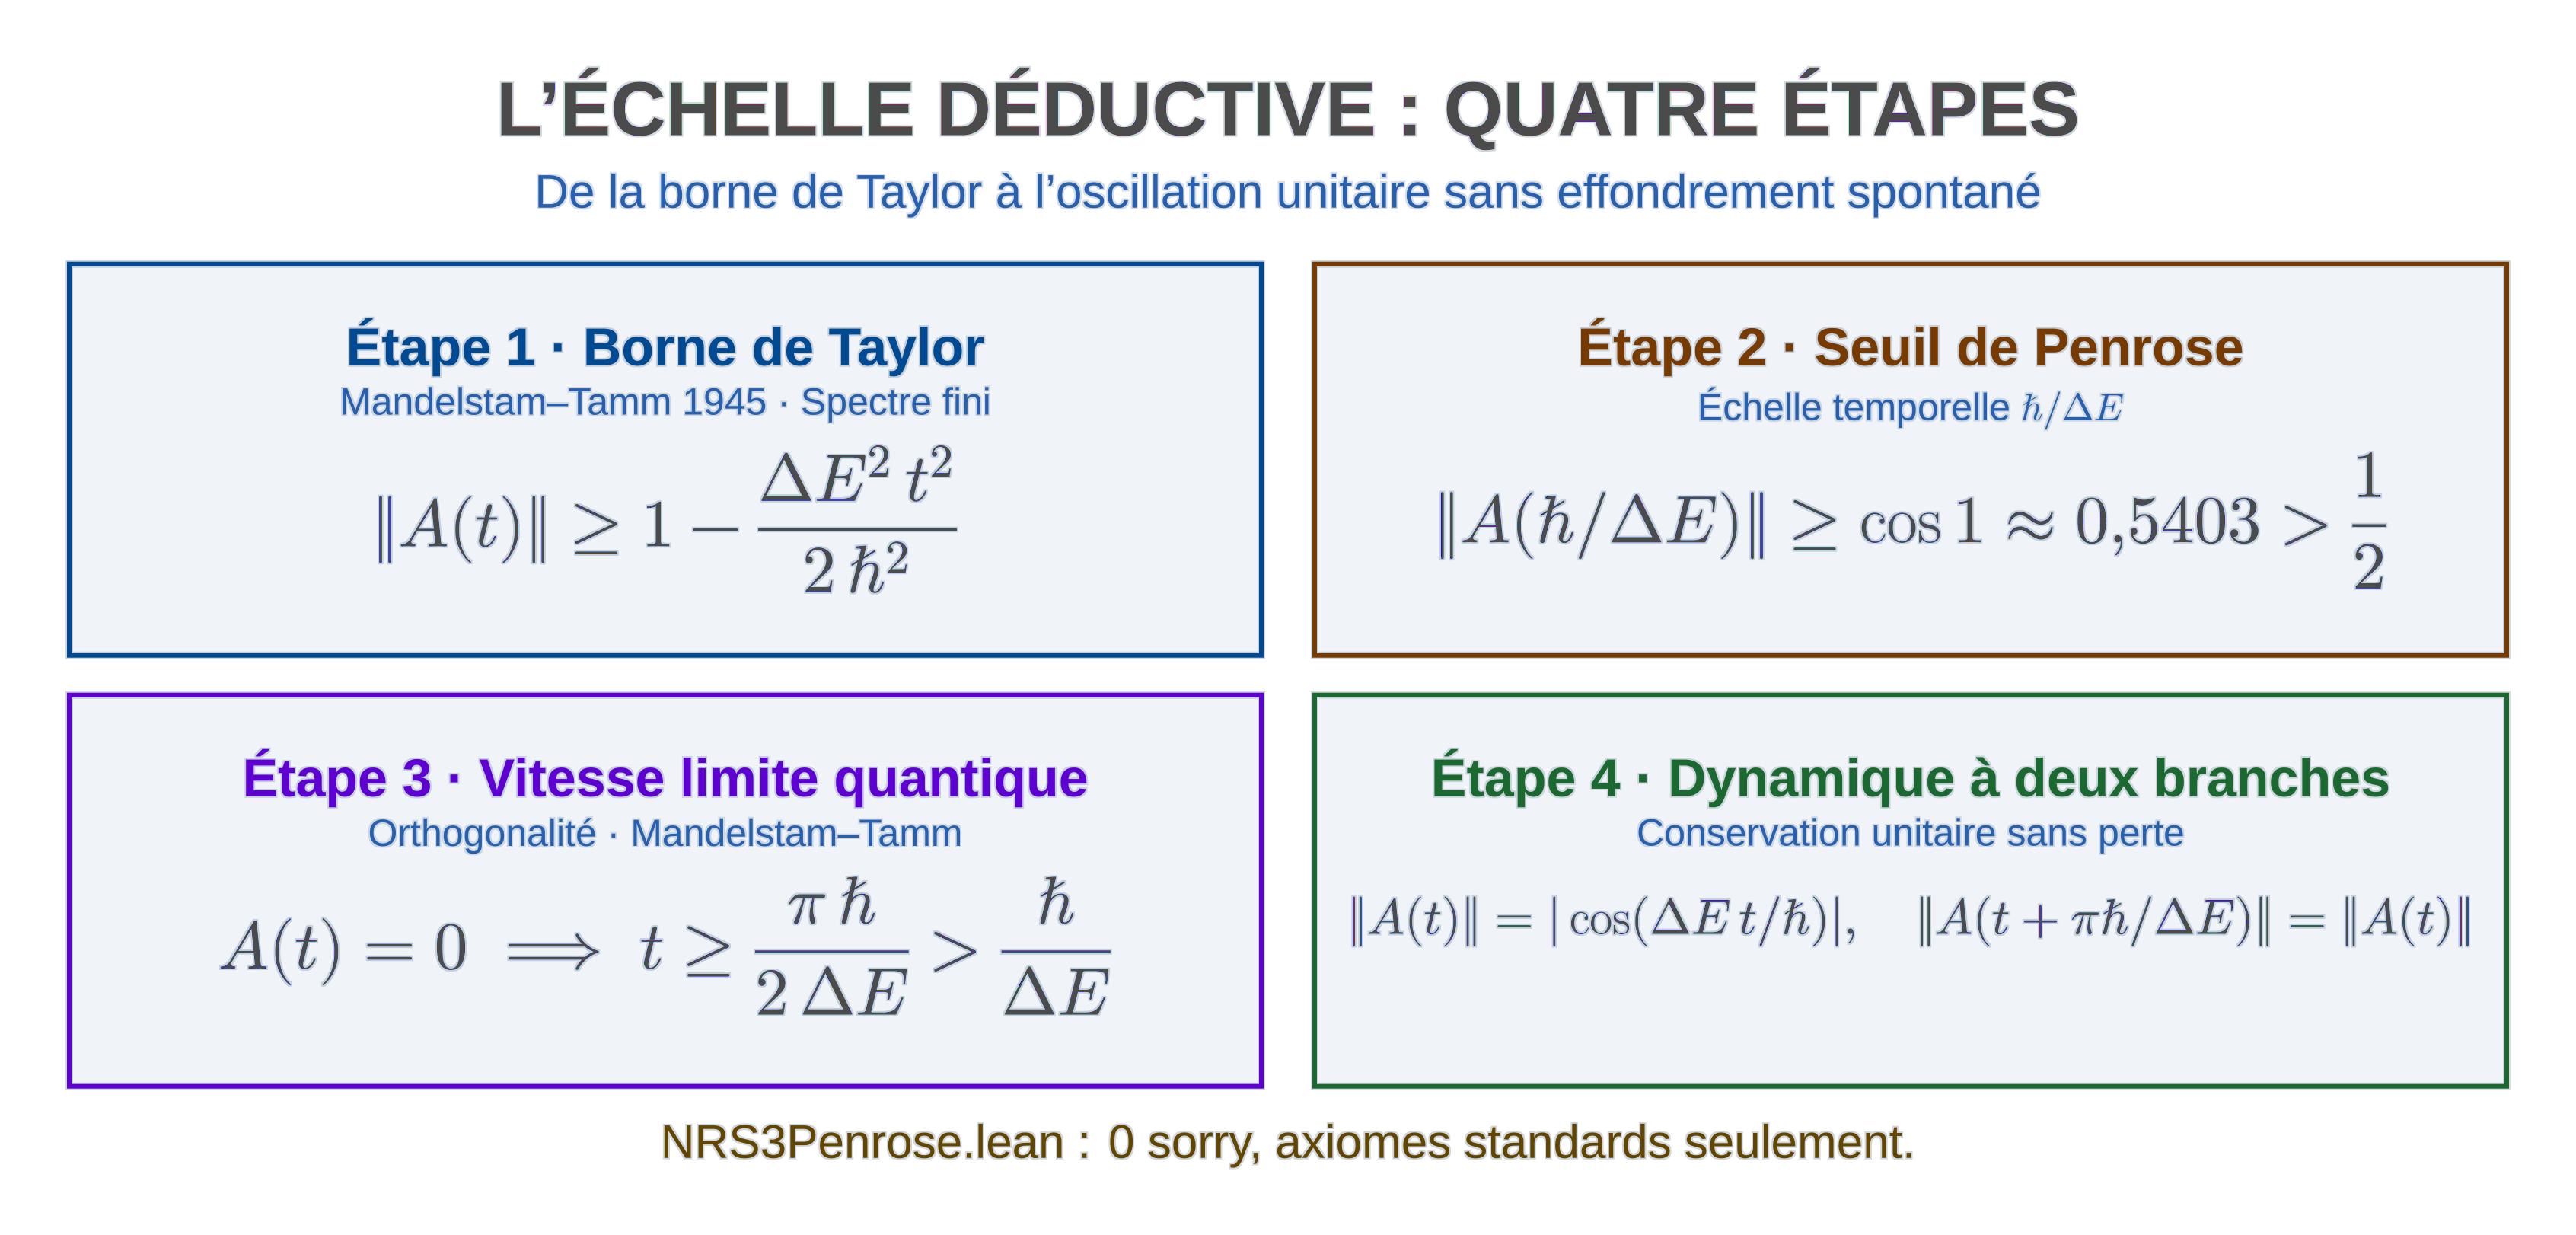 L’ÉCHELLE DÉDUCTIVE : QUATRE ÉTAPES
De la borne de Taylor à l’oscillation unitaire sans effondrement spontané
Étape 1 · Borne de Taylor
Mandelstam–Tamm 1945 · Spectre fini
‖A(t)‖ ≥ 1 − ΔE² t² / 2 ħ²
Étape 2 · Seuil de Penrose
Échelle temporelle ħ/ΔE
‖A(ħ/ΔE)‖ ≥ cos 1 ≈ 0,5403 > 1/2
Étape 3 · Vitesse limite quantique
Orthogonalité · Mandelstam–Tamm
A(t) = 0 ⟹ t ≥ π ħ / 2 ΔE > ħ / ΔE
Étape 4 · Dynamique à deux branches
Conservation unitaire sans perte
‖A(t)‖ = | cos(ΔE t/ħ)|, ‖A(t + πħ/ΔE)‖ = ‖A(t)‖
NRS3Penrose.lean : 0 sorry, axiomes standards seulement.